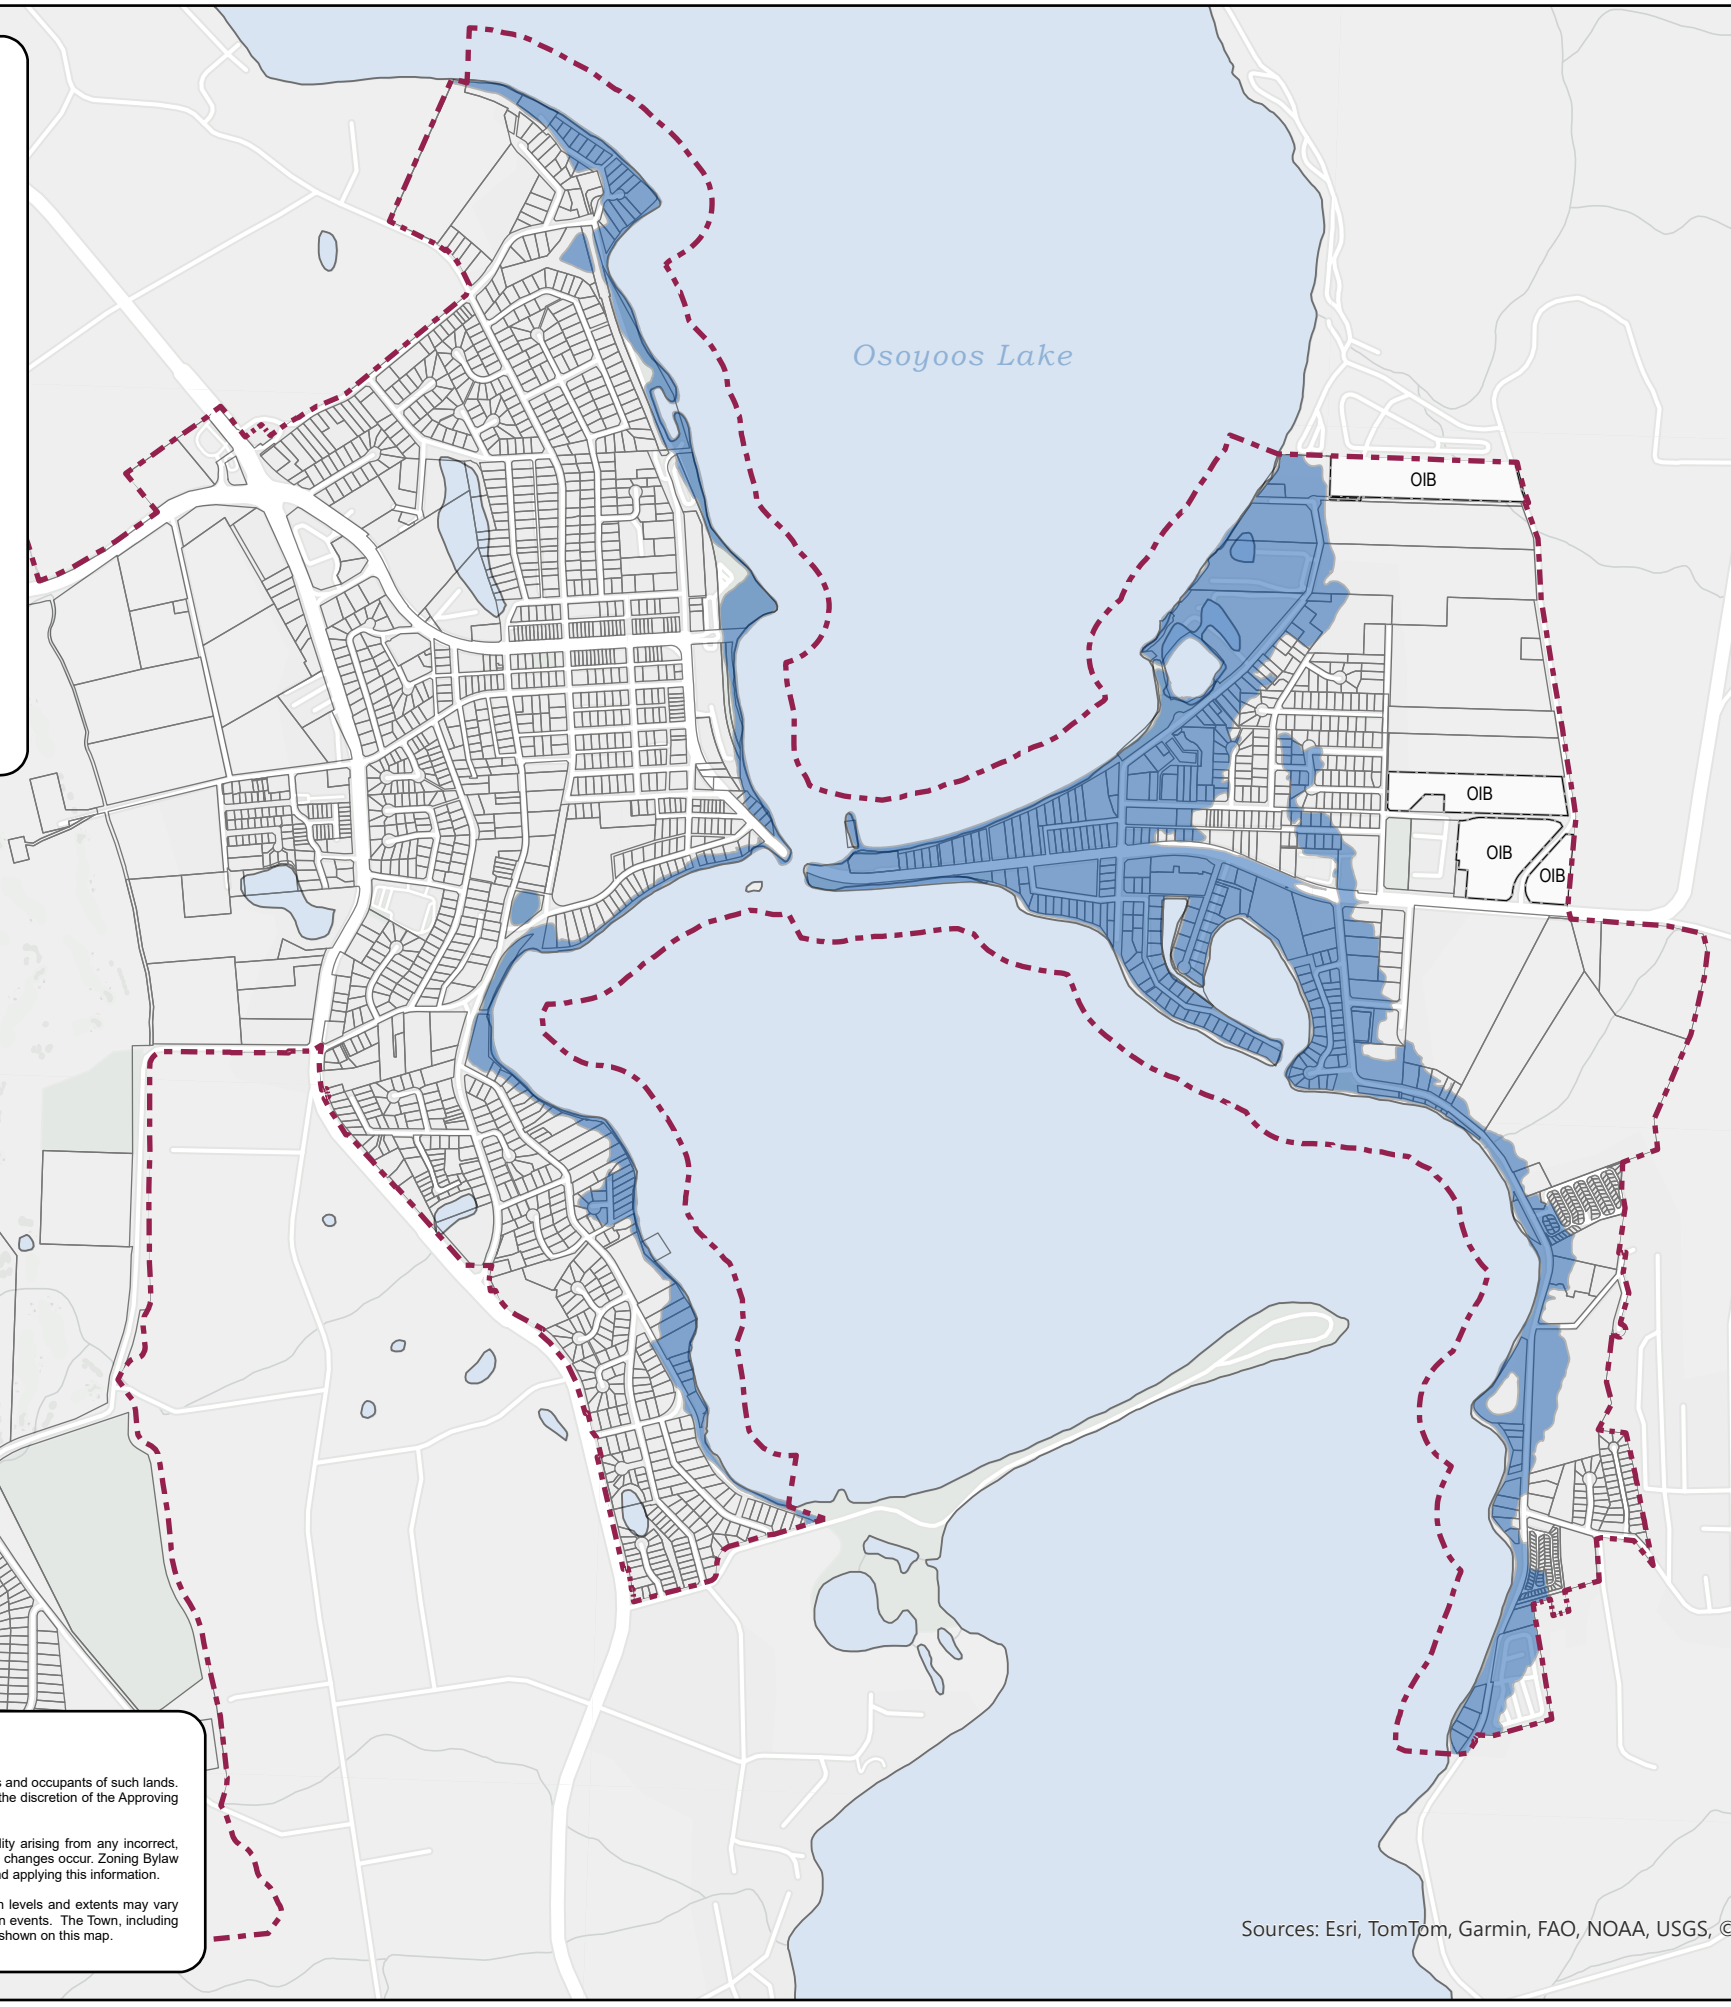 Osoyoos Lake
OIB
OIB
OIB
OIB
and occupants of such lands.
the discretion of the Approving
arising from any incorrect,
changes occur. Zoning Bylaw
applying this information.
levels and extents may vary
events. The Town, including
shown on this map.
Sources: Esri, TomTom, Garmin, FAO, NOAA, USGS, ©